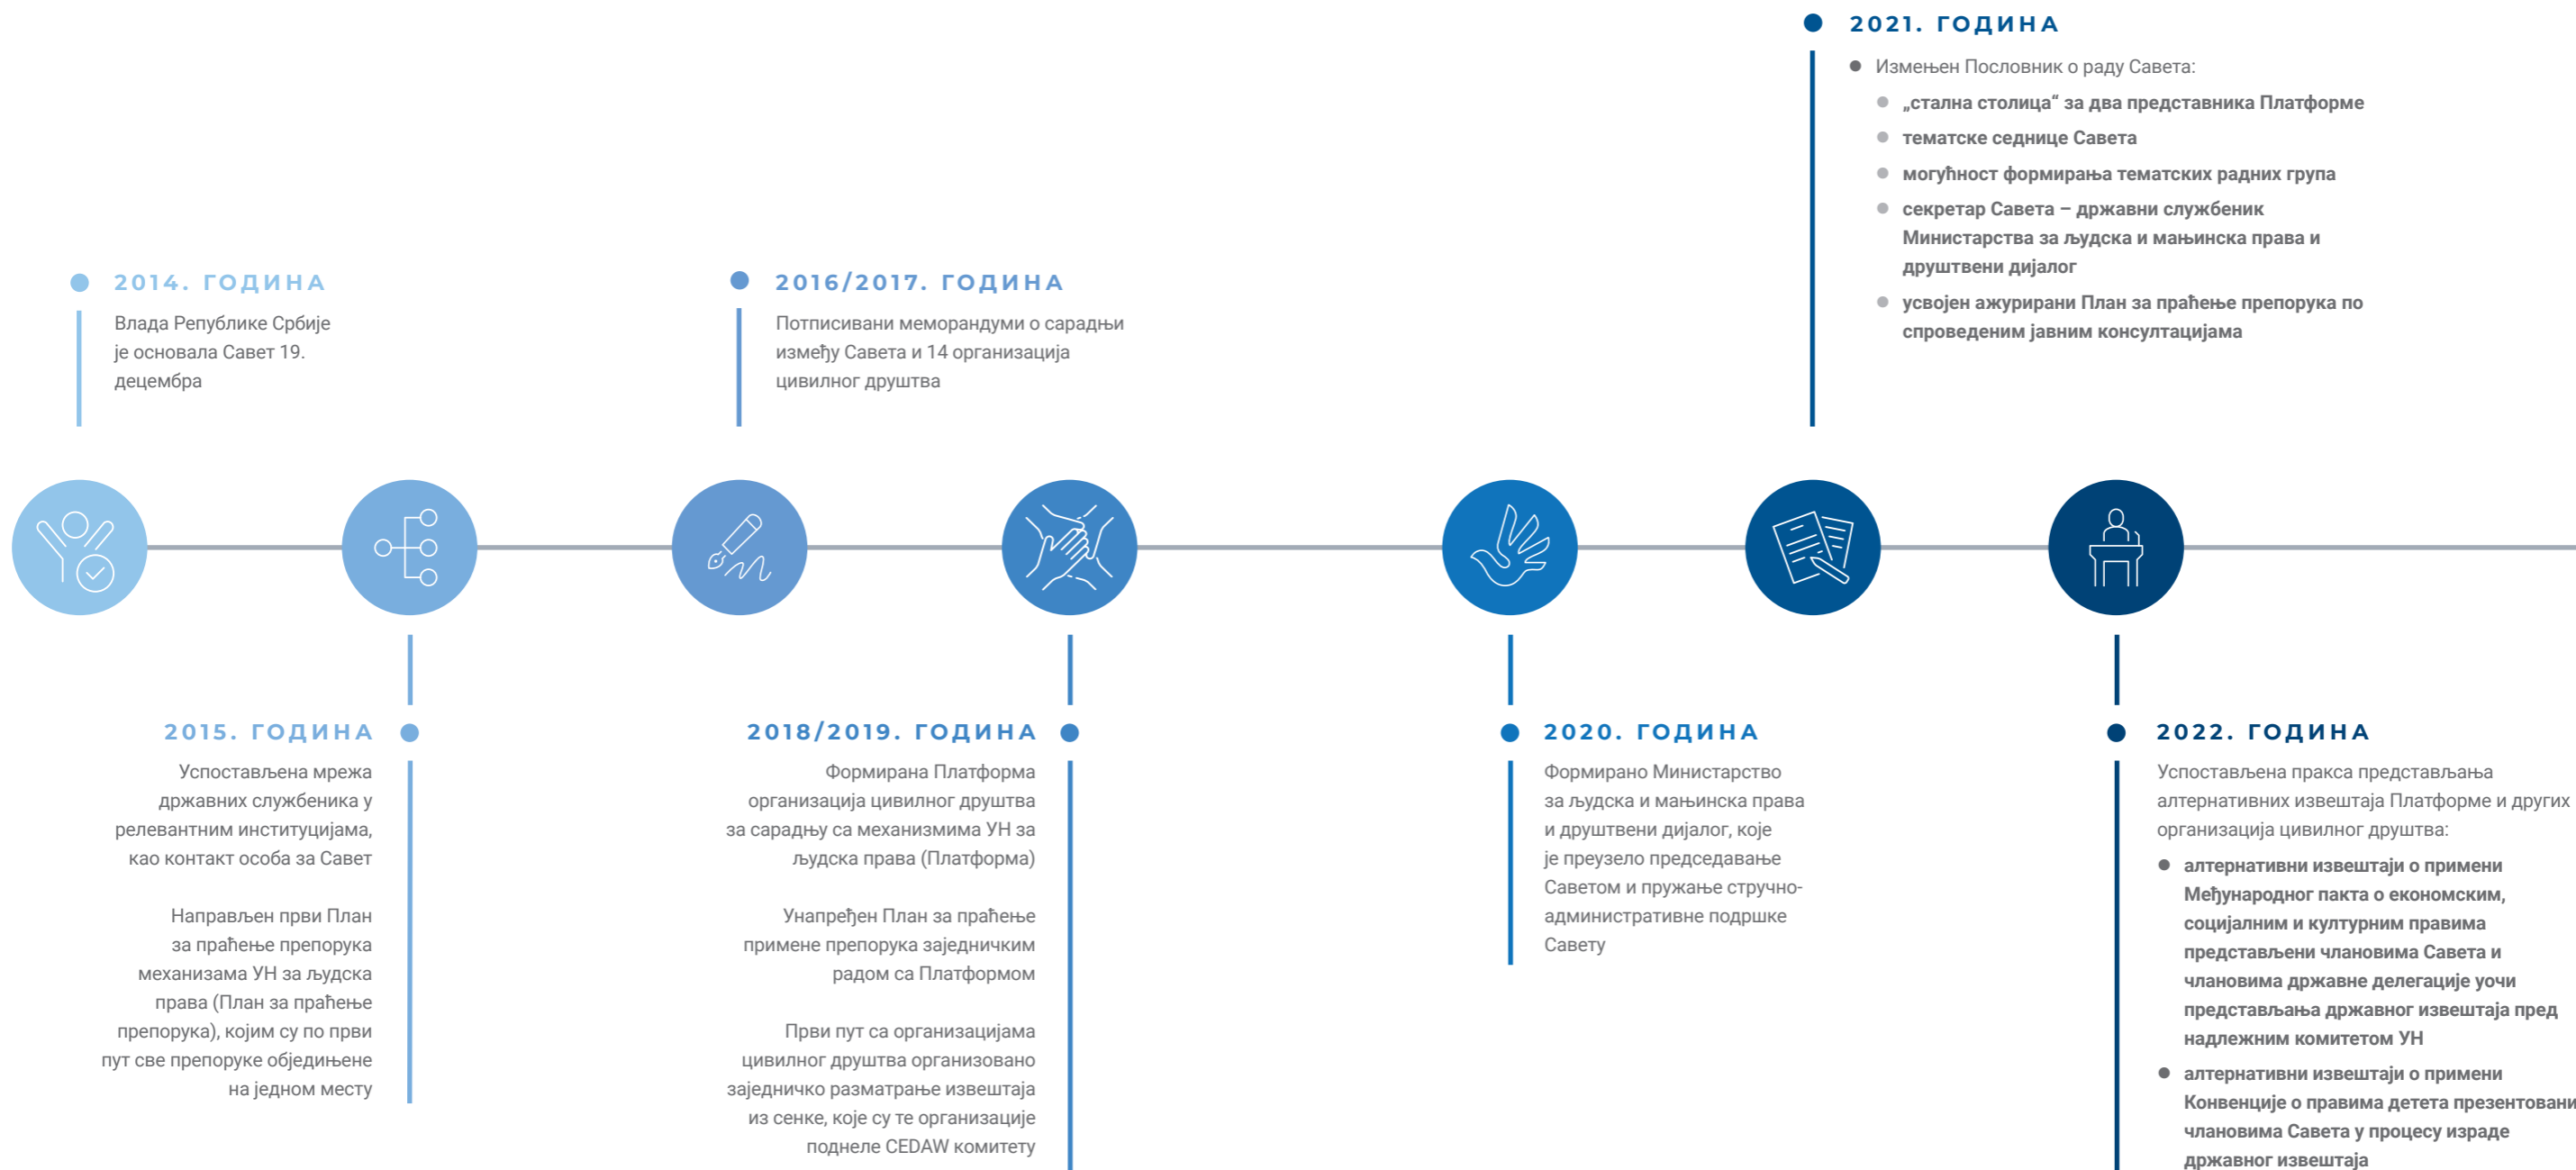 2014. ГОДИНА
Влада Републике Србије
је основала Савет 19.
децембра
2015. ГОДИНА
Успостављена мрежа
државних службеника у
релевантним институцијама,
као контакт особа за Савет
Направљен први План
за праћење препорука
механизама УН за људска
права (План за праћење
препорука), којим су по први
пут све препоруке обједињене
на једном месту
2016/2017. ГОДИНА
Потписивани меморандуми о сарадњи
између Савета и 14 организација
цивилног друштва
2018/2019. ГОДИНА
Формирана Платформа
организација цивилног друштва
за сарадњу са механизмима УН за
људска права (Платформа)
Унапређен План за праћење
примене препорука заједничким
радом са Платформом
Први пут са организацијама
цивилног друштва организовано
заједничко разматрање извештаја
из сенке, које су те организације
поднеле CEDAW комитету
2020. ГОДИНА
Формирано Министарство
за људска и мањинска права
и друштвени дијалог, које
је преузело председавање
Саветом и пружање стручно-
административне подршке
Савету
2021. ГОДИНА
Измењен Пословник о раду Савета:
„стална столица“ за два представника Платформе
тематске седнице Савета
могућност формирања тематских радних група
секретар Савета – државни службеник
Министарства за људска и мањинска права и
друштвени дијалог
усвојен ажурирани План за праћење препорука по
спроведеним јавним консултацијама
2022. ГОДИНА
Успостављена пракса представљања
алтернативних извештаја Платформе и других
организација цивилног друштва:
алтернативни извештаји о примени
Међународног пакта о економским,
социјалним и културним правима
представљени члановима Савета и
члановима државне делегације уочи
представљања државног извештаја пред
надлежним комитетом УН
алтернативни извештаји о примени
Конвенције о правима детета презентовани
члановима Савета у процесу израде
државног извештаја